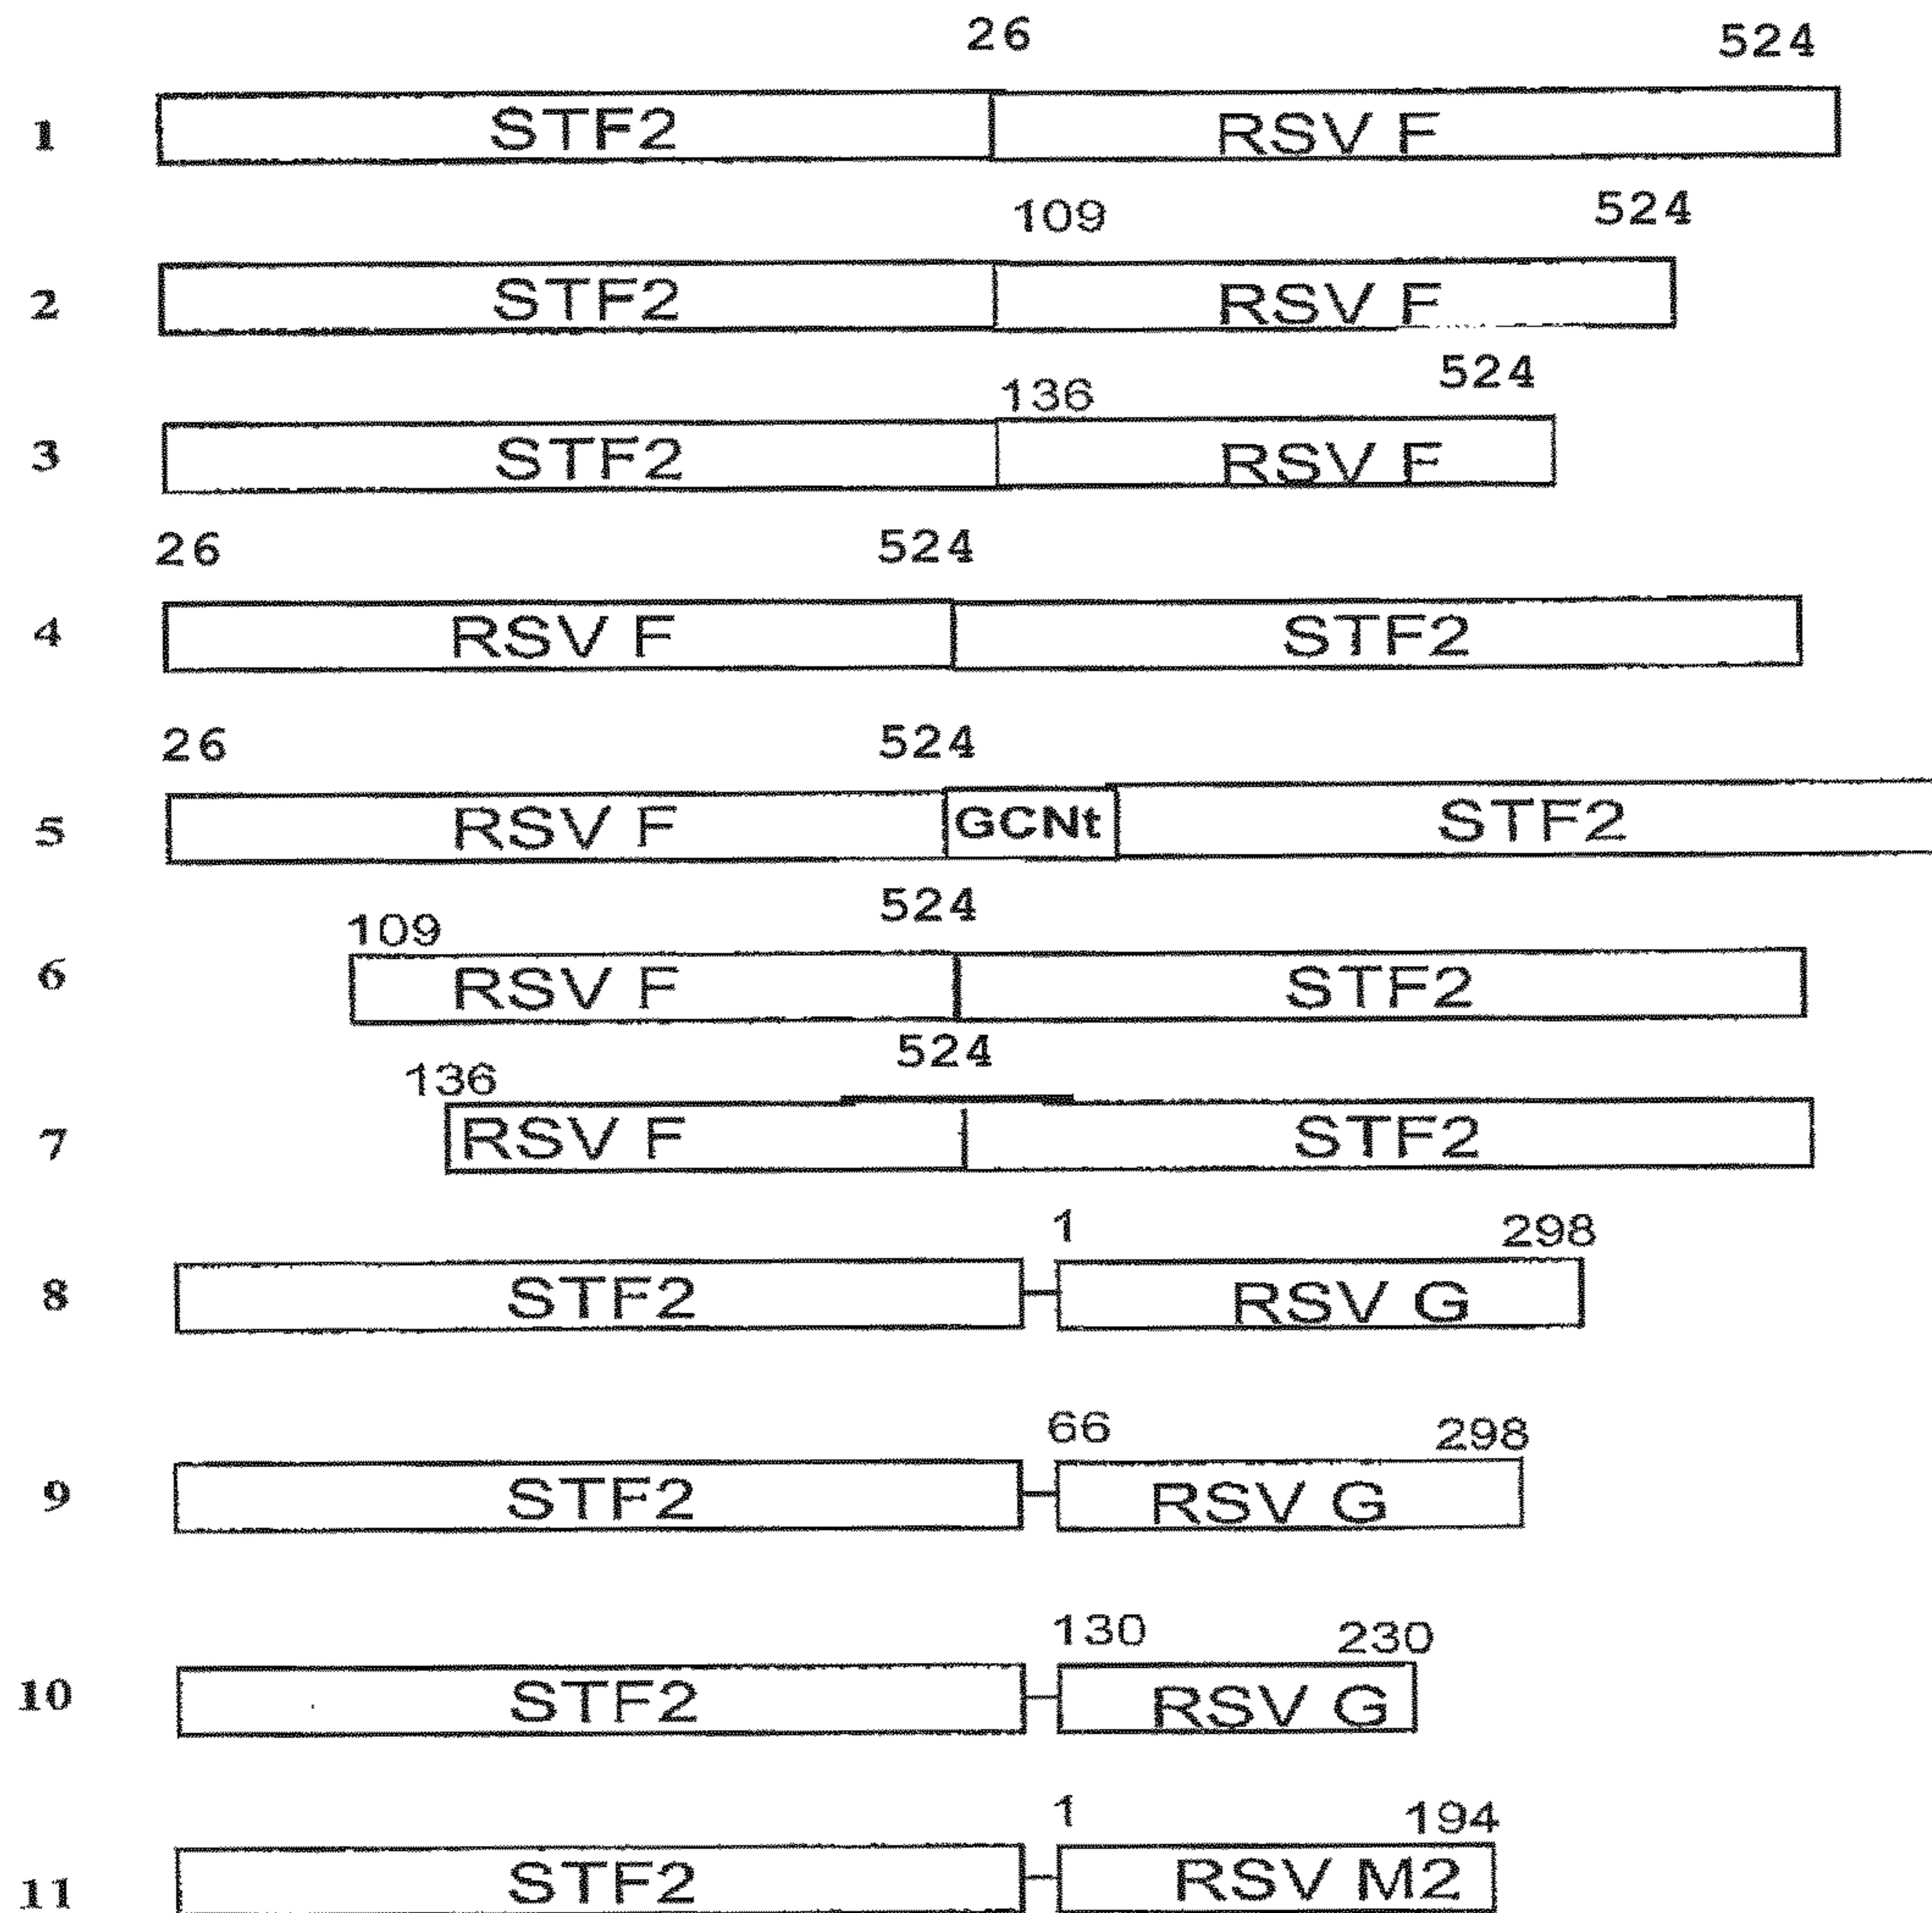 26 524
1 STF2 RSV F
109 524
2 STF2 RSV F
136 524
3 STF2 RSV F
26 524
4 RSV F STF2
26 524
5 RSV F GCNt STF2
109 524
6 RSV F STF2
136 524
7 RSV F STF2
1 298
8 STF2 RSV G
66 298
9 STF2 RSV G
130 230
10 STF2 RSV G
1 194
11 STF2 RSV M2